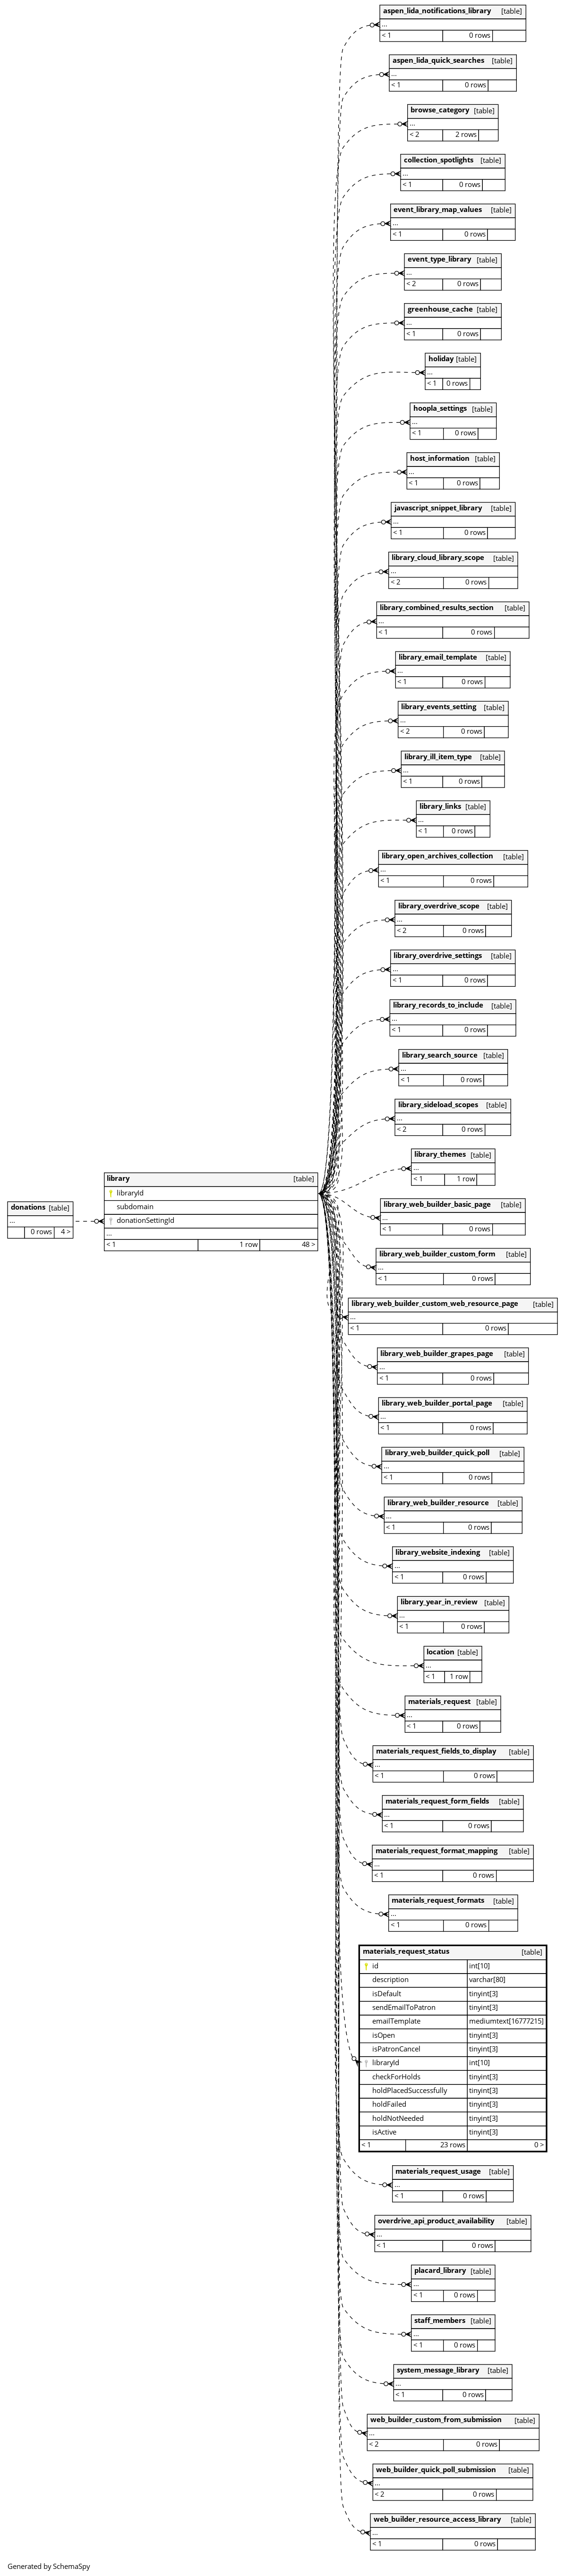 aspen_lida_notifications_library [table]
...
< 1 0 rows
aspen_lida_quick_searches [table]
...
< 1 0 rows
browse_category [table]
...
< 2 2 rows
collection_spotlights [table]
...
< 1 0 rows
event_library_map_values [table]
...
< 1 0 rows
event_type_library [table]
...
< 2 0 rows
greenhouse_cache [table]
...
< 1 0 rows
holiday [table]
...
< 1 0 rows
hoopla_settings [table]
...
< 1 0 rows
host_information [table]
...
< 1 0 rows
javascript_snippet_library [table]
...
< 1 0 rows
library_cloud_library_scope [table]
...
< 2 0 rows
library_combined_results_section [table]
...
< 1 0 rows
library_email_template [table]
...
< 1 0 rows
library_events_setting [table]
...
< 2 0 rows
library_ill_item_type [table]
...
< 1 0 rows
library_links [table]
...
< 1 0 rows
library_open_archives_collection [table]
...
< 1 0 rows
library_overdrive_scope [table]
...
< 2 0 rows
library_overdrive_settings [table]
...
< 1 0 rows
library_records_to_include [table]
...
< 1 0 rows
library_search_source [table]
...
< 1 0 rows
library_sideload_scopes [table]
...
< 2 0 rows
library_themes [table]
...
< 1 1 row
donations [table]
...
0 rows 4 >
library [table]
libraryId
subdomain
donationSettingId
...
< 1 1 row 48 >
library_web_builder_basic_page [table]
...
< 1 0 rows
library_web_builder_custom_form [table]
...
< 1 0 rows
library_web_builder_custom_web_resource_page [table]
...
< 1 0 rows
library_web_builder_grapes_page [table]
...
< 1 0 rows
library_web_builder_portal_page [table]
...
< 1 0 rows
library_web_builder_quick_poll [table]
...
< 1 0 rows
library_web_builder_resource [table]
...
< 1 0 rows
library_website_indexing [table]
...
< 1 0 rows
library_year_in_review [table]
...
< 1 0 rows
location [table]
...
< 1 1 row
materials_request [table]
...
< 1 0 rows
materials_request_fields_to_display [table]
...
< 1 0 rows
materials_request_form_fields [table]
...
< 1 0 rows
materials_request_format_mapping [table]
...
< 1 0 rows
materials_request_formats [table]
...
< 1 0 rows
materials_request_status [table]
id int[10]
description varchar[80]
isDefault tinyint[3]
sendEmailToPatron tinyint[3]
emailTemplate mediumtext[16777215]
isOpen tinyint[3]
isPatronCancel tinyint[3]
libraryId int[10]
checkForHolds tinyint[3]
holdPlacedSuccessfully tinyint[3]
holdFailed tinyint[3]
holdNotNeeded tinyint[3]
isActive tinyint[3]
< 1 23 rows 0 >
materials_request_usage [table]
...
< 1 0 rows
overdrive_api_product_availability [table]
...
< 1 0 rows
placard_library [table]
...
< 1 0 rows
staff_members [table]
...
< 1 0 rows
system_message_library [table]
...
< 1 0 rows
web_builder_custom_from_submission [table]
...
< 2 0 rows
web_builder_quick_poll_submission [table]
...
< 2 0 rows
web_builder_resource_access_library [table]
...
< 1 0 rows
Generated by SchemaSpy